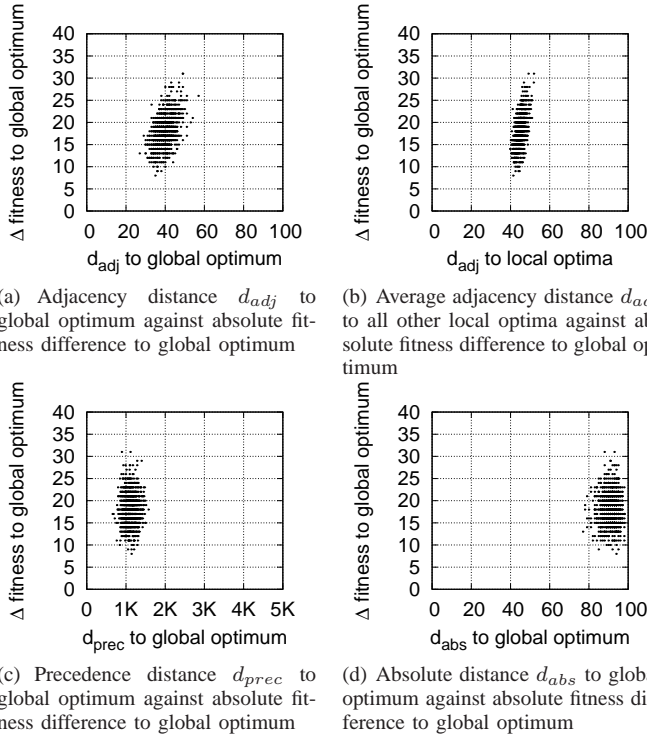 Δ fitness to global optimum
40
35
30
25
20
15
10
5
0
0 20 40 60 80 100
d_adj to global optimum
(a) Adjacency distance d_adj to
global optimum against absolute fit-
ness difference to global optimum
Δ fitness to global optimum
40
35
30
25
20
15
10
5
0
0 20 40 60 80 100
d_adj to local optima
(b) Average adjacency distance
to all other local optima against
solute fitness difference to global
timum
Δ fitness to global optimum
40
35
30
25
20
15
10
5
0
0 1K 2K 3K 4K 5K
d_prec to global optimum
(c) Precedence distance d_prec to
global optimum against absolute fit-
ness difference to global optimum
Δ fitness to global optimum
40
35
30
25
20
15
10
5
0
0 20 40 60 80 100
d_abs to global optimum
(d) Absolute distance d_abs to
optimum against absolute fitness
ference to global optimum